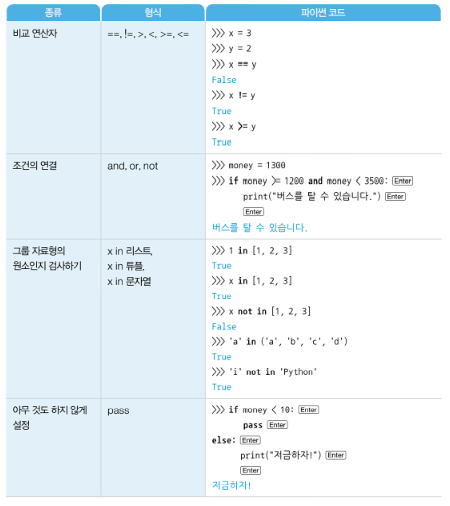 종류 형식 파이썬 코드
비교 연산자 ==, !=, >, <, >=, <= >>> x = 3
>>> y = 2
>>> x == y
False
>>> x != y
True
>>> x >= y
True
조건의 연결 and, or, not >>> money = 1300
>>> if money >= 1200 and money < 3500: Enter
print("버스를 탈 수 있습니다.") Enter
Enter
버스를 탈 수 있습니다.
그룹 자료형의 x in 리스트, >>> 1 in [1, 2, 3]
원소인지 검사하기 x in 튜플, True
x in 문자열 >>> x in [1, 2, 3]
True
>>> x not in [1, 2, 3]
False
>>> 'a' in ('a', 'b', 'c', 'd')
True
>>> 'i' not in 'Python'
True
아무 것도 하지 않게 pass >>> if money < 10: Enter
설정 pass Enter
else: Enter
print("저금하자!") Enter
Enter
저금하자!